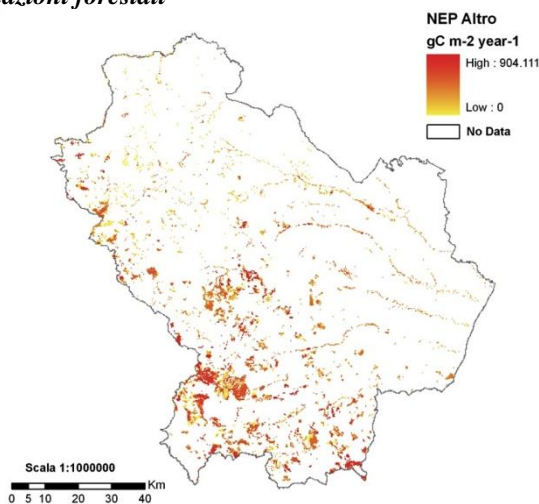 forestali
NEP Altro
gC m-2 year-1
High : 904.111
Low : 0
No Data
Scala 1:1000000
Km
0 5 10 20 30 40